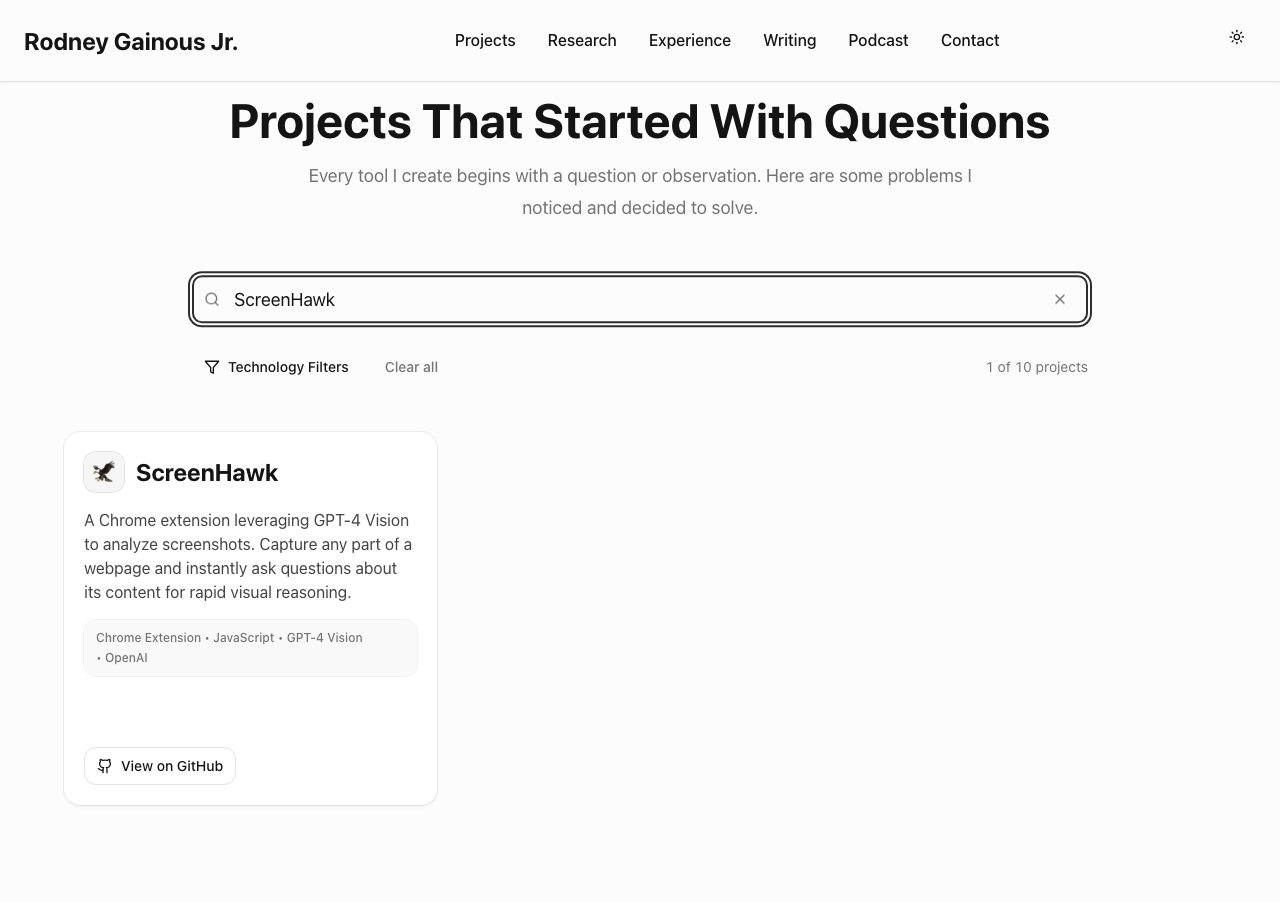 Rodney Gainous Jr.
Projects
Research
Experience
Writing
Podcast
Contact
Projects That Started With Questions
Every tool I create begins with a question or observation. Here are some problems I
noticed and decided to solve.
ScreenHawk
Technology Filters
Clear all
1 of 10 projects
ScreenHawk
A Chrome extension leveraging GPT-4 Vision
to analyze screenshots. Capture any part of a
webpage and instantly ask questions about
its content for rapid visual reasoning.
Chrome Extension • JavaScript • GPT-4 Vision
• OpenAI
View on GitHub